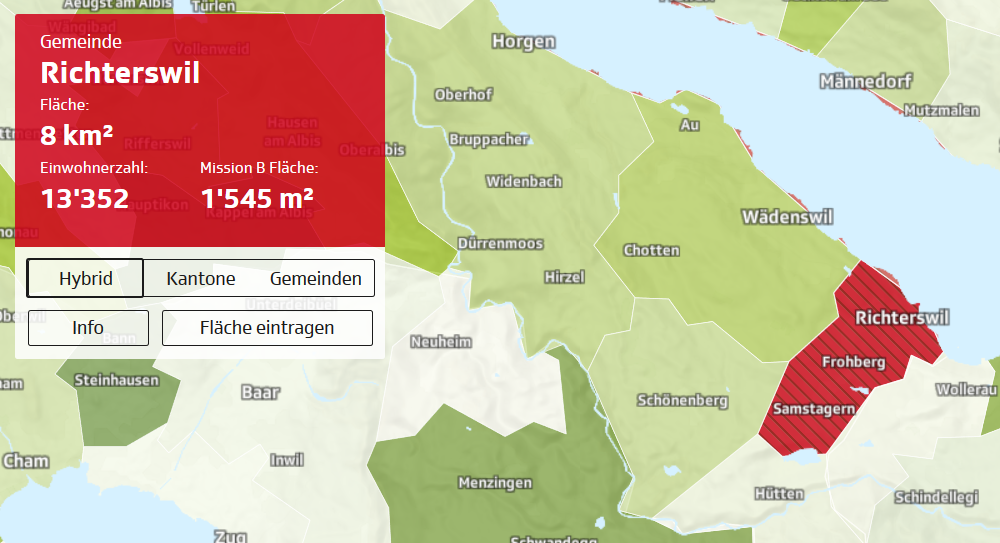 Aeugst am Albis
Türlen
Wängibad
Vollenweid
Gemeinde
Richterswil
Fläche:
8 km²
Einwohnerzahl:
Mission B Fläche:
13'352
1'545 m²
Rifferswil
Hausen
am Albis
Oberalbis
Hauptikon
Kappel am Albis
Hybrid
Kantone
Gemeinden
Info
Fläche eintragen
Horgen
Männedorf
Oberhof
Mutzmalen
Au
Bruppacher
Widenbach
Wädenswil
Dürrenmoos
Chotten
Hirzel
Unterdeibüel
Richterswil
Neuheim
Frohberg
Steinhausen
Baar
Schönenberg
Samstagern
Wollerau
Cham
Inwil
Menzingen
Hütten
Schindellegi
Zug
Schwandegg